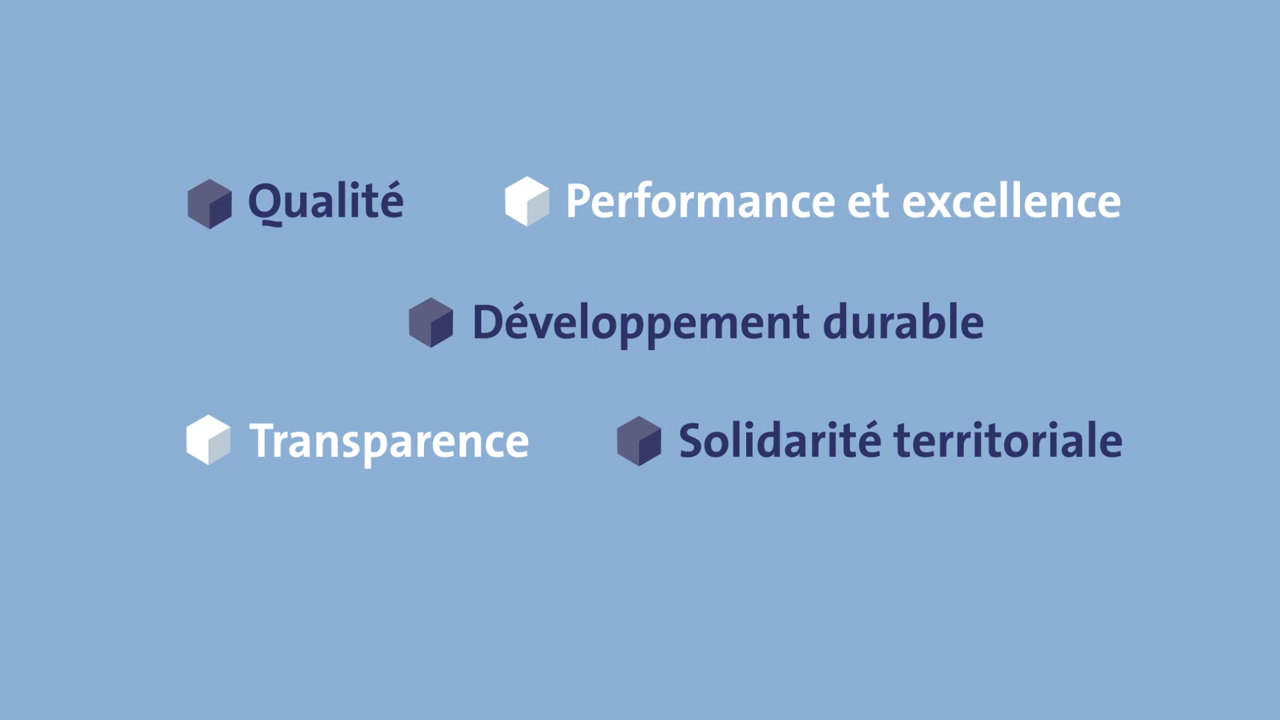 Qualité
Performance et excellence
Développement durable
Transparence
Solidarité territoriale